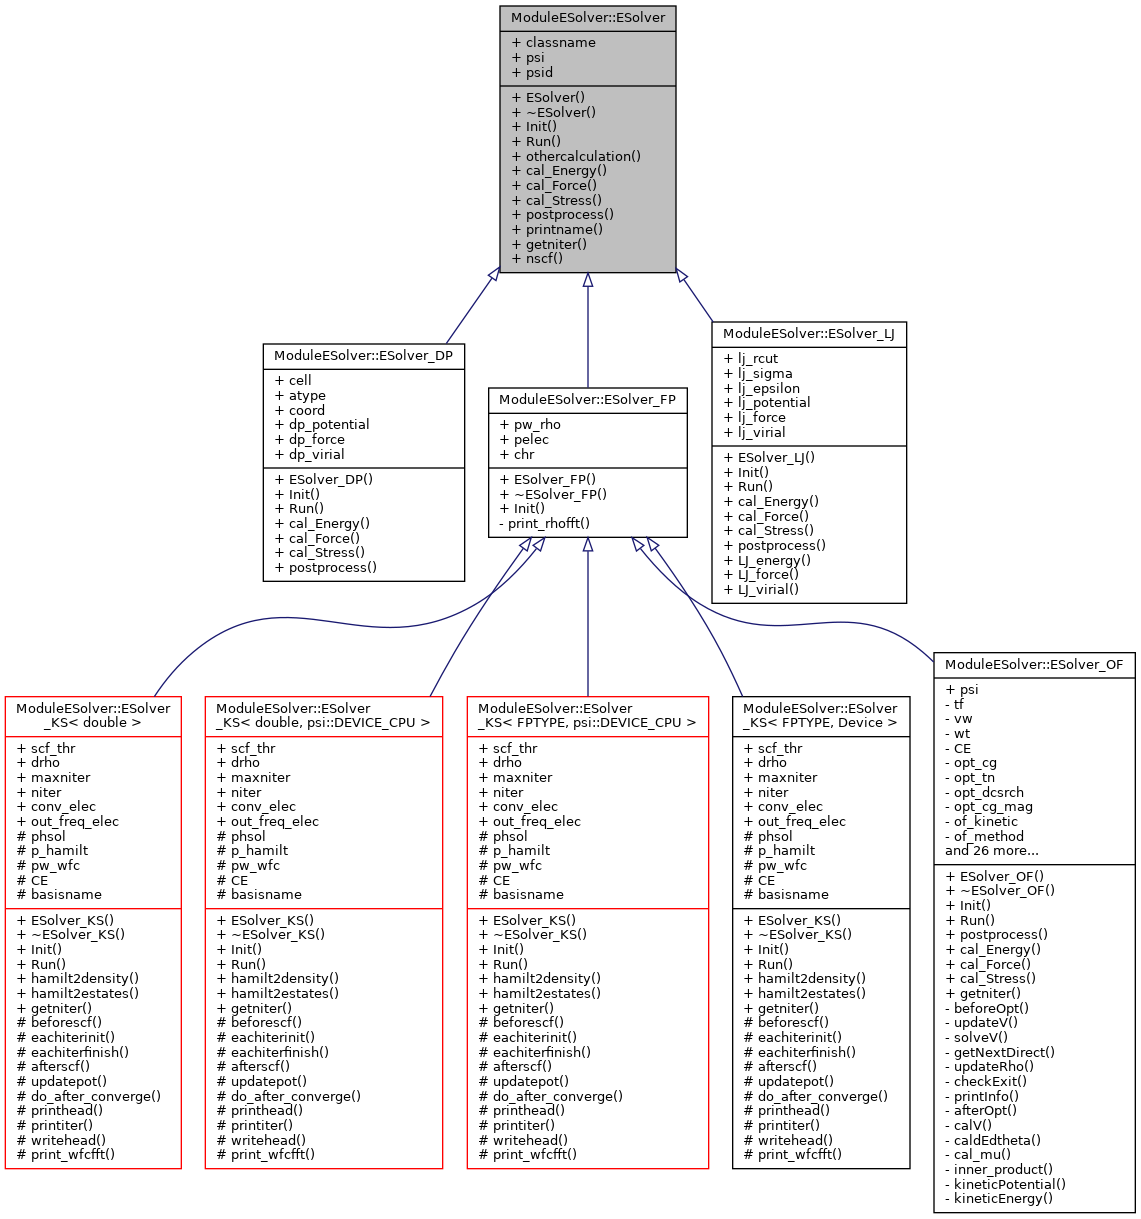 ModuleESolver::ESolver
+ classname
+ psi
+ psid
+ ESolver()
+ ~ESolver()
+ Init()
+ Run()
+ othercalculation()
+ cal_Energy()
+ cal_Force()
+ cal_Stress()
+ postprocess()
+ printname()
+ getniter()
+ nscf()
ModuleESolver::ESolver_DP
+ cell
+ atype
+ coord
+ dp_potential
+ dp_force
+ dp_virial
+ ESolver_DP()
+ Init()
+ Run()
+ cal_Energy()
+ cal_Force()
+ cal_Stress()
+ postprocess()
ModuleESolver::ESolver_FP
+ pw_rho
+ pelec
+ chr
+ ESolver_FP()
+ ~ESolver_FP()
+ Init()
- print_rhofft()
ModuleESolver::ESolver_LJ
+ lj_rcut
+ lj_sigma
+ lj_epsilon
+ lj_potential
+ lj_force
+ lj_virial
+ ESolver_LJ()
+ Init()
+ Run()
+ cal_Energy()
+ cal_Force()
+ cal_Stress()
+ postprocess()
+ LJ_energy()
+ LJ_force()
+ LJ_virial()
ModuleESolver::ESolver
_KS< double >
+ scf_thr
+ drho
+ maxniter
+ niter
+ conv_elec
+ out_freq_elec
# phsol
# p_hamilt
# pw_wfc
# CE
# basisname
+ ESolver_KS()
+ ~ESolver_KS()
+ Init()
+ Run()
+ hamilt2density()
+ hamilt2estates()
+ getniter()
# beforescf()
# eachiterinit()
# eachiterfinish()
# afterscf()
# updatepot()
# do_after_converge()
# printhead()
# printiter()
# writehead()
# print_wfcfft()
ModuleESolver::ESolver
_KS< double, psi::DEVICE_CPU >
+ scf_thr
+ drho
+ maxniter
+ niter
+ conv_elec
+ out_freq_elec
# phsol
# p_hamilt
# pw_wfc
# CE
# basisname
+ ESolver_KS()
+ ~ESolver_KS()
+ Init()
+ Run()
+ hamilt2density()
+ hamilt2estates()
+ getniter()
# beforescf()
# eachiterinit()
# eachiterfinish()
# afterscf()
# updatepot()
# do_after_converge()
# printhead()
# printiter()
# writehead()
# print_wfcfft()
ModuleESolver::ESolver
_KS< FPTYPE, psi::DEVICE_CPU >
+ scf_thr
+ drho
+ maxniter
+ niter
+ conv_elec
+ out_freq_elec
# phsol
# p_hamilt
# pw_wfc
# CE
# basisname
+ ESolver_KS()
+ ~ESolver_KS()
+ Init()
+ Run()
+ hamilt2density()
+ hamilt2estates()
+ getniter()
# beforescf()
# eachiterinit()
# eachiterfinish()
# afterscf()
# updatepot()
# do_after_converge()
# printhead()
# printiter()
# writehead()
# print_wfcfft()
ModuleESolver::ESolver
_KS< FPTYPE, Device >
+ scf_thr
+ drho
+ maxniter
+ niter
+ conv_elec
+ out_freq_elec
# phsol
# p_hamilt
# pw_wfc
# CE
# basisname
+ ESolver_KS()
+ ~ESolver_KS()
+ Init()
+ Run()
+ hamilt2density()
+ hamilt2estates()
+ getniter()
# beforescf()
# eachiterinit()
# eachiterfinish()
# afterscf()
# updatepot()
# do_after_converge()
# printhead()
# printiter()
# writehead()
# print_wfcfft()
ModuleESolver::ESolver_OF
+ psi
- tf
- vw
- wt
- CE
- opt_cg
- opt_tn
- opt_dcsrch
- opt_cg_mag
- of_kinetic
- of_method
and 26 more...
+ ESolver_OF()
+ ~ESolver_OF()
+ Init()
+ Run()
+ postprocess()
+ cal_Energy()
+ cal_Force()
+ cal_Stress()
+ getniter()
- beforeOpt()
- updateV()
- solveV()
- getNextDirect()
- updateRho()
- checkExit()
- printInfo()
- afterOpt()
- calV()
- caldEdtheta()
- cal_mu()
- inner_product()
- kineticPotential()
- kineticEnergy()